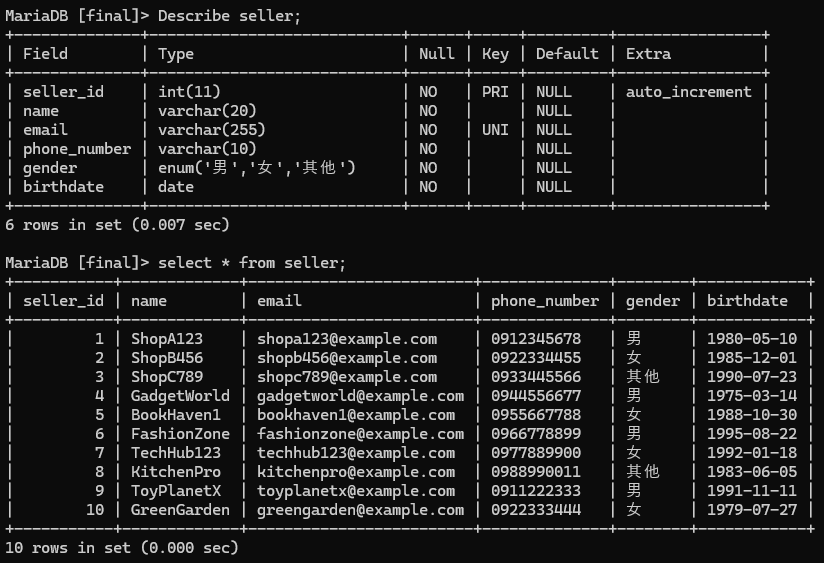 MariaDB [final]> Describe seller;
+--------------+----------------------------+------+-----+---------+----------------+
| Field        | Type                       | Null | Key | Default | Extra          |
+--------------+----------------------------+------+-----+---------+----------------+
| seller_id    | int(11)                    | NO   | PRI | NULL    | auto_increment |
| name         | varchar(20)                | NO   |     | NULL    |                |
| email        | varchar(255)               | NO   | UNI | NULL    |                |
| phone_number | varchar(10)                | NO   |     | NULL    |                |
| gender       | enum('男','女','其他')     | NO   |     | NULL    |                |
| birthdate    | date                       | NO   |     | NULL    |                |
+--------------+----------------------------+------+-----+---------+----------------+
6 rows in set (0.007 sec)
MariaDB [final]> select * from seller;
+-----------+-------------+-------------------------+--------------+--------+------------+
| seller_id | name        | email                   | phone_number | gender | birthdate  |
+-----------+-------------+-------------------------+--------------+--------+------------+
|         1 | ShopA123    | shopa123@example.com    | 0912345678   | 男     | 1980-05-10 |
|         2 | ShopB456    | shopb456@example.com    | 0922334455   | 女     | 1985-12-01 |
|         3 | ShopC789    | shopc789@example.com    | 0933445566   | 其他   | 1990-07-23 |
|         4 | GadgetWorld | gadgetworld@example.com | 0944556677   | 男     | 1975-03-14 |
|         5 | BookHaven1  | bookhaven1@example.com  | 0955667788   | 女     | 1988-10-30 |
|         6 | FashionZone | fashionzone@example.com | 0966778899   | 男     | 1995-08-22 |
|         7 | TechHub123  | techhub123@example.com  | 0977889900   | 女     | 1992-01-18 |
|         8 | KitchenPro  | kitchenpro@example.com  | 0988990011   | 其他   | 1983-06-05 |
|         9 | ToyPlanetX  | toyplanetx@example.com  | 0911222333   | 男     | 1991-11-11 |
|        10 | GreenGarden | greengarden@example.com | 0922333444   | 女     | 1979-07-27 |
+-----------+-------------+-------------------------+--------------+--------+------------+
10 rows in set (0.000 sec)